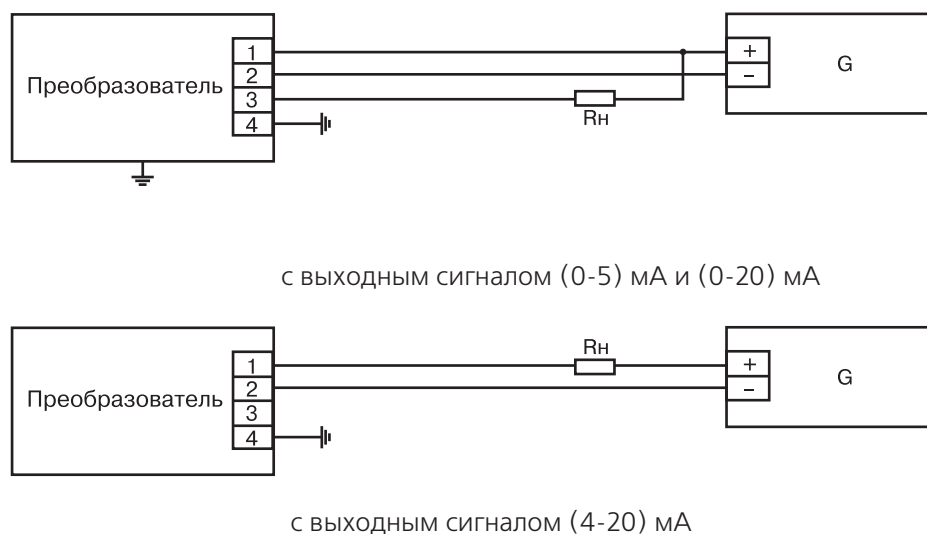 Преобразователь
1
2
3
4
Rн
+
–
G
с выходным сигналом (0-5) мА и (0-20) мА
Преобразователь
1
2
3
4
Rн
+
–
G
с выходным сигналом (4-20) мА